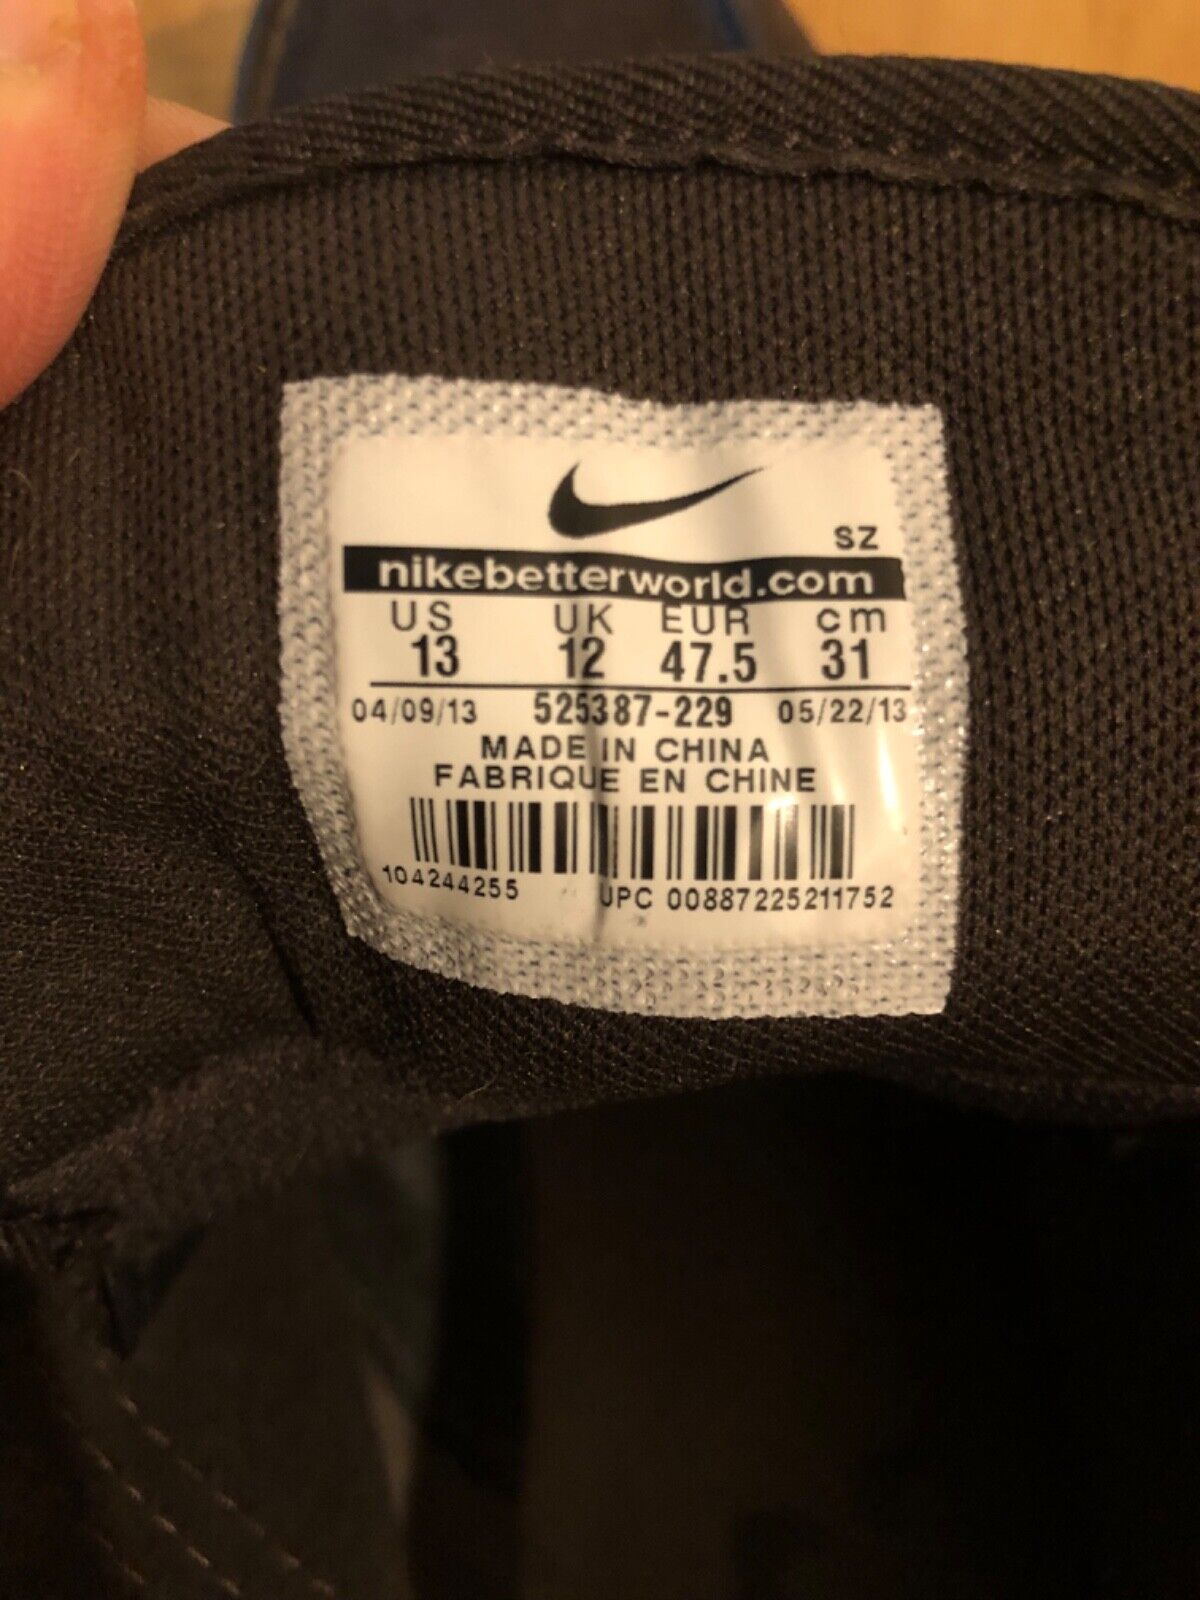 SZ
nikebetterworld.com
US UK EUR cm
13 12 47.5 31
04/09/13 525387-229 05/22/13
MADE IN CHINA
FABRIQUE EN CHINE
104244255 UPC 00887225211752